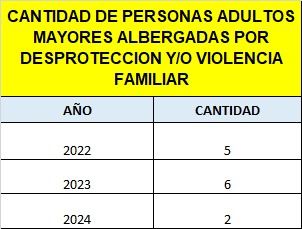 CANTIDAD DE PERSONAS ADULTOS
MAYORES ALBERGADAS POR
DESPROTECCION Y/O VIOLENCIA
FAMILIAR
AÑO CANTIDAD
2022 5
2023 6
2024 2